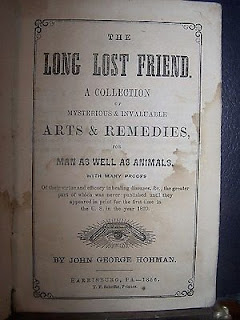 THE
LONG LOST FRIEND.
A COLLECTION
OF
MYSTERIOUS & INVALUABLE
ARTS & REMEDIES,
FOR
MAN AS WELL AS ANIMALS,
WITH MANY PROOFS
Of their virtue and efficacy in healing diseases, &c., the greater
part of which was never published until they
appeared in print for the first time in
the U. S. in the year
BY JOHN GEORGE HOHMAN.
HARRISBURG, PA—1856.
Printer.